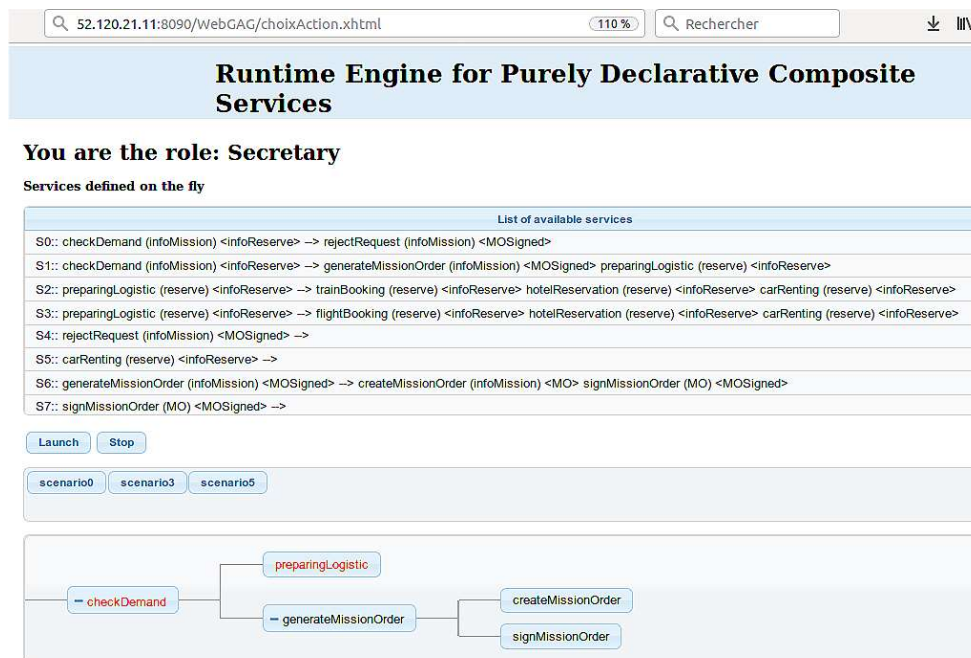 52.120.21.11:8090/WebGAG/choixAction.xhtml 110 % Rechercher
Runtime Engine for Purely Declarative Composite
Services
You are the role: Secretary
Services defined on the fly
List of available services
S0:: checkDemand (infoMission) <infoReserve> --> rejectRequest (infoMission) <MOSigned>
S1:: checkDemand (infoMission) <infoReserve> --> generateMissionOrder (infoMission) <MOSigned> preparingLogistic (reserve) <infoReserve>
S2:: preparingLogistic (reserve) <infoReserve> --> trainBooking (reserve) <infoReserve> hotelReservation (reserve) <infoReserve> carRenting (reserve) <infoReserve>
S3:: preparingLogistic (reserve) <infoReserve> --> flightBooking (reserve) <infoReserve> hotelReservation (reserve) <infoReserve> carRenting (reserve) <infoReserve>
S4:: rejectRequest (infoMission) <MOSigned> -->
S5:: carRenting (reserve) <infoReserve> -->
S6:: generateMissionOrder (infoMission) <MOSigned> --> createMissionOrder (infoMission) <MO> signMissionOrder (MO) <MOSigned>
S7:: signMissionOrder (MO) <MOSigned> -->
Launch Stop
scenario0 scenario3 scenario5
preparingLogistic
checkDemand
createMissionOrder
generateMissionOrder
signMissionOrder